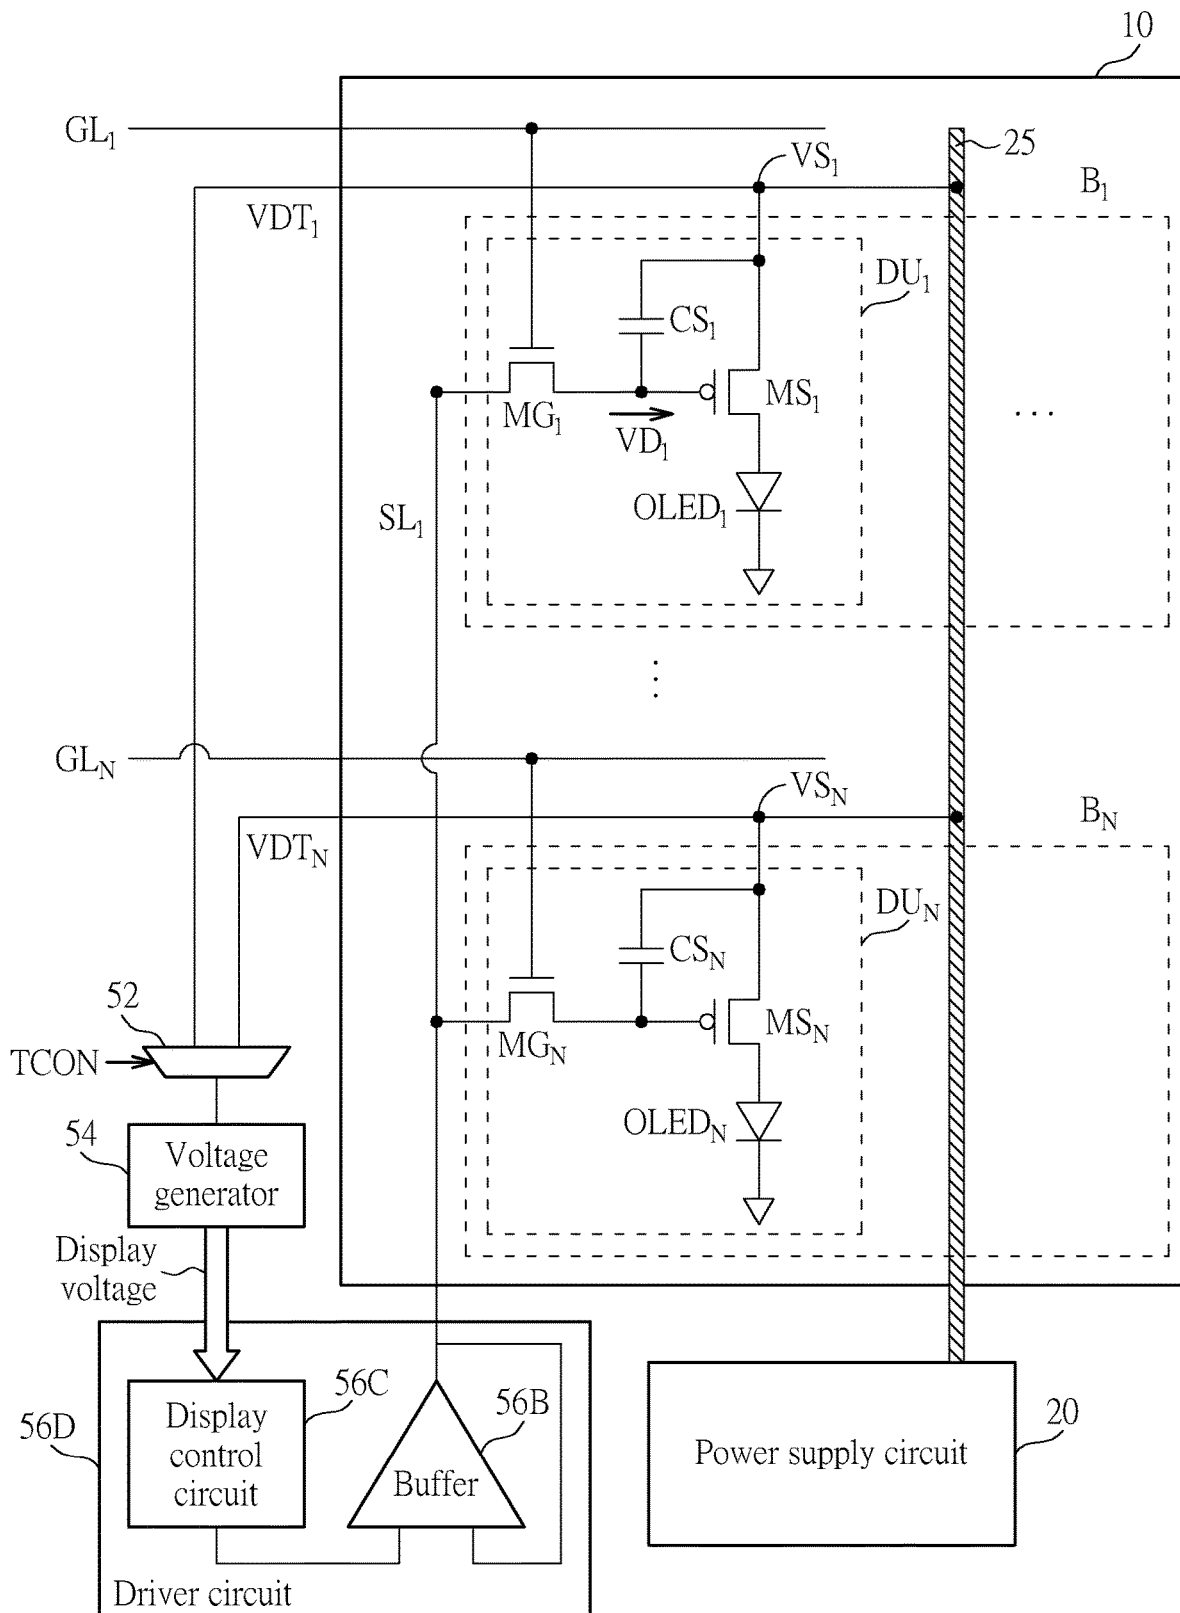 10
GL1
25
VS1
B1
VDT1
DU1
CS1
MS1
MG1
VD1
...
OLED1
SL1
...
GLN
VSN
BN
VDTN
DUN
CSN
52
MSN
MGN
TCON
OLEDN
54
Voltage
generator
Display
voltage
56C
56B
20
56D
Display
control
circuit
Buffer
Power supply circuit
Driver circuit